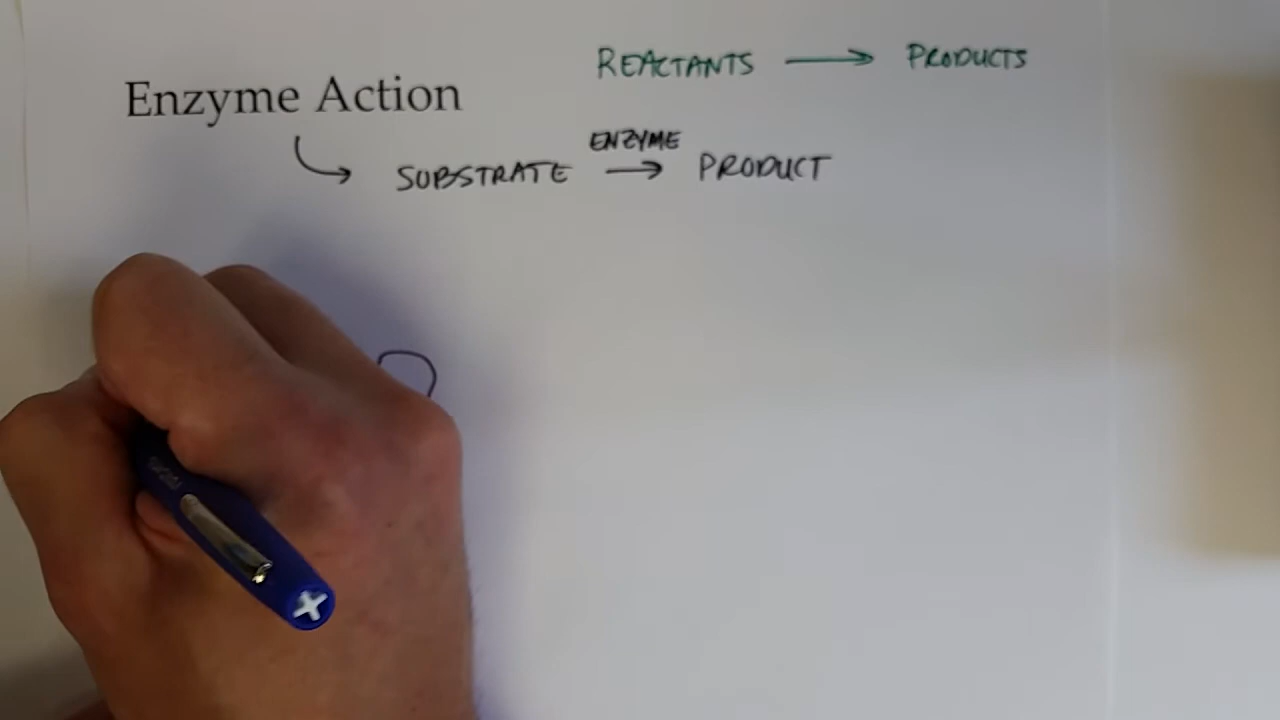 REACTANTS → PRODUCTS
Enzyme Action
ENZYME
SUBSTRATE → PRODUCT